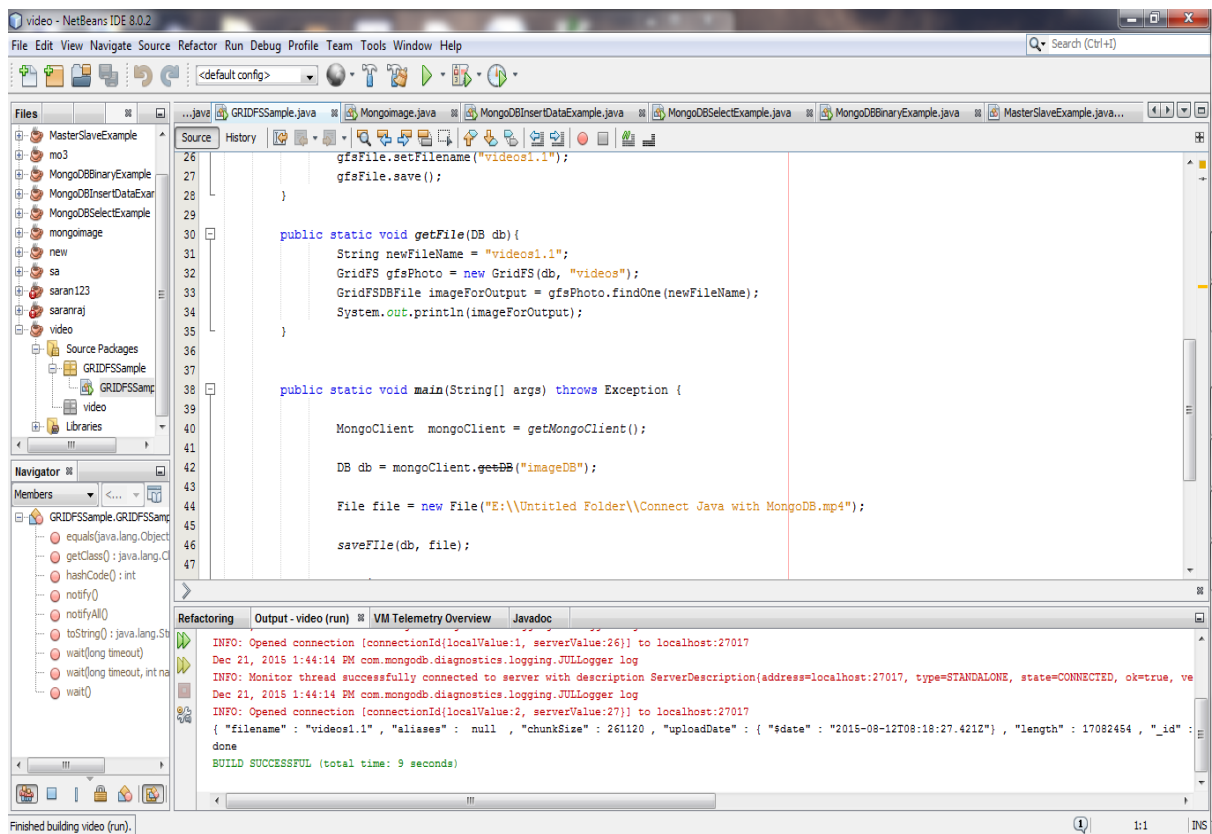 video - NetBeans IDE 8.0.2
File Edit View Navigate Source Refactor Run Debug Profile Team Tools Window Help
Search (Ctrl+I)
<default config>
Files
...java GRIDFSSample.java Mongoimage.java MongoDBInsertDataExample.java MongoDBSelectExample.java MongoDBBinaryExample.java MasterSlaveExample.java...
Source History
MasterSlaveExample
mo3
MongoDBBinaryExample
MongoDBInsertDataExar
MongoDBSelectExample
mongoimage
new
sa
saran123
saranraj
video
Source Packages
GRIDFSSample
GRIDFSSamp
video
Libraries
26 gfsFile.setFilename("videos1.1");
27 gfsFile.save();
28 }
29
30 public static void getFile(DB db){
31 String newFileName = "videos1.1";
32 GridFS gfsPhoto = new GridFS(db, "videos");
33 GridFSDBFile imageForOutput = gfsPhoto.findOne(newFileName);
34 System.out.println(imageForOutput);
35 }
36
37
38 public static void main(String[] args) throws Exception {
39
40 MongoClient mongoClient = getMongoClient();
41
42 DB db = mongoClient.getDB("imageDB");
43
44 File file = new File("E:\\Untitled Folder\\Connect Java with MongoDB.mp4");
45
46 saveFIle(db, file);
47
Navigator
Members <...
GRIDFSSample.GRIDFSSamp
equals(java.lang.Object
getClass() : java.lang.Cl
hashCode() : int
notify()
notifyAll()
toString() : java.lang.Str
wait(long timeout)
wait(long timeout, int na
wait()
Refactoring Output - video (run) VM Telemetry Overview Javadoc
INFO: Opened connection [connectionId{localValue:1, serverValue:26}] to localhost:27017
Dec 21, 2015 1:44:14 PM com.mongodb.diagnostics.logging.JULLogger log
INFO: Monitor thread successfully connected to server with description ServerDescription{address=localhost:27017, type=STANDALONE, state=CONNECTED, ok=true, ve
Dec 21, 2015 1:44:14 PM com.mongodb.diagnostics.logging.JULLogger log
INFO: Opened connection [connectionId{localValue:2, serverValue:27}] to localhost:27017
{ "filename" : "videos1.1" , "aliases" : null , "chunkSize" : 261120 , "uploadDate" : { "$date" : "2015-08-12T08:18:27.421Z"} , "length" : 17082454 , "_id" :
done
BUILD SUCCESSFUL (total time: 9 seconds)
Finished building video (run).
1
1:1
INS